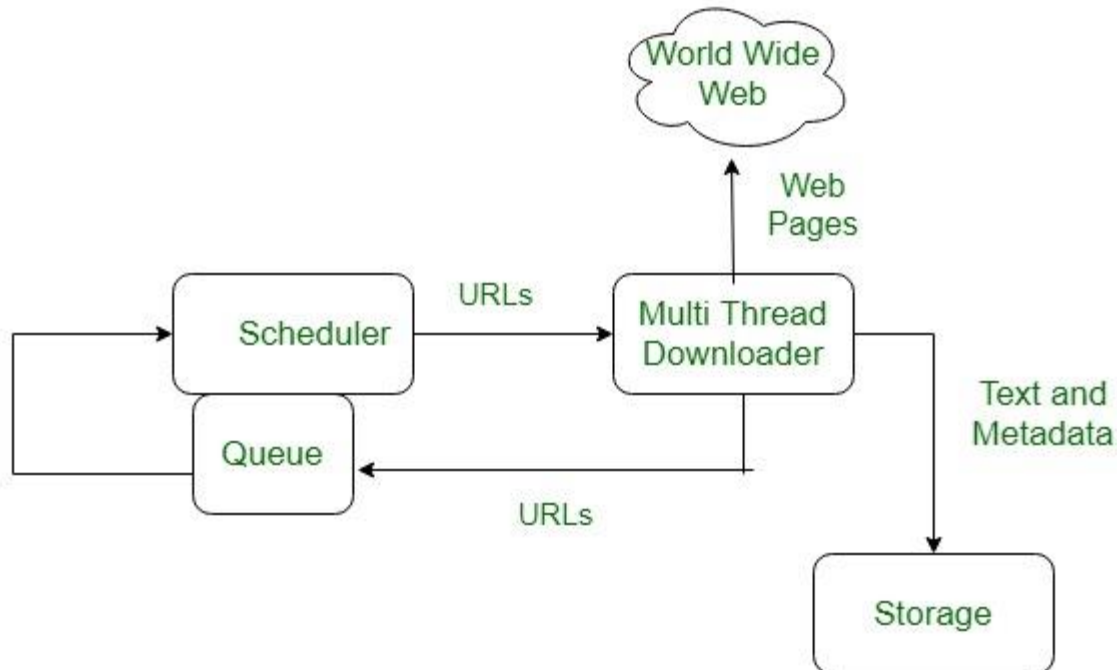 World Wide
Web
Web
Pages
URLs
Scheduler
Multi Thread
Downloader
Text and
Metadata
Queue
URLs
Storage